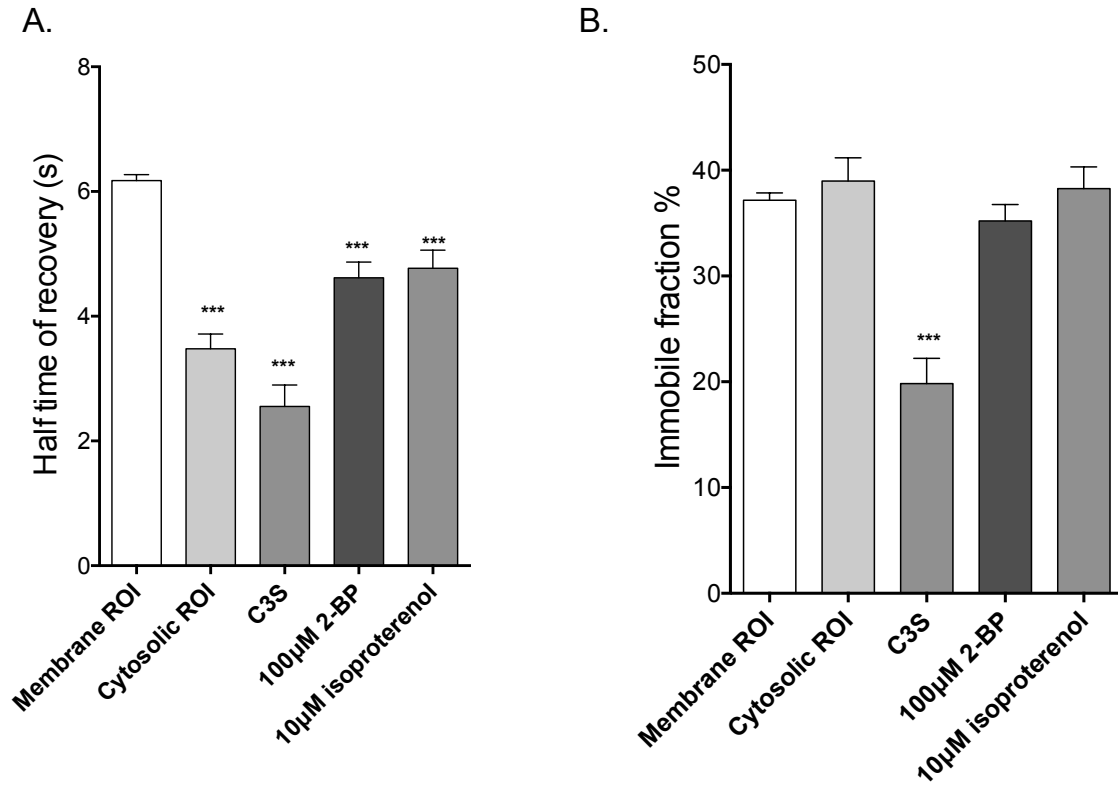 A.
8
6
4
2
0
Half time of recovery (s)
***
***
***
***
Membrane ROI
Cytosolic ROI
C3S
100µM 2-BP
10µM isoproterenol
B.
50
40
30
20
10
0
Immobile fraction %
***
Membrane ROI
Cytosolic ROI
C3S
100µM 2-BP
10µM isoproterenol